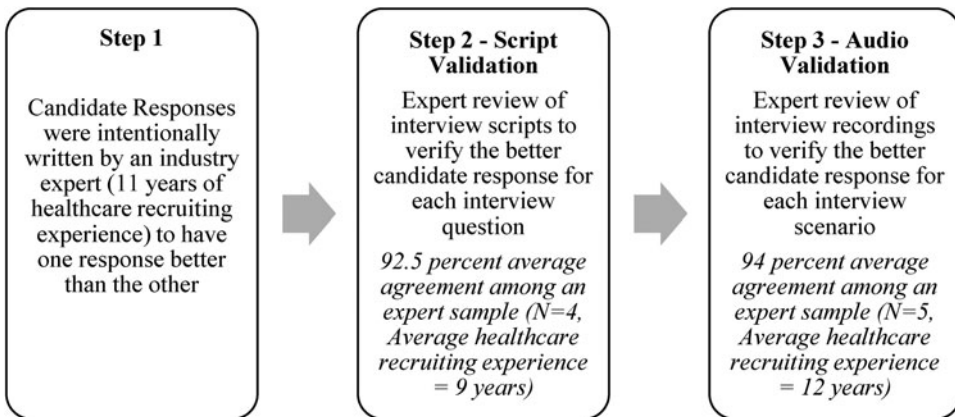 Step 1
Candidate Responses
were intentionally
written by an industry
expert (11 years of
healthcare recruiting
experience) to have
one response better
than the other
Step 2 - Script
Validation
Expert review of
interview scripts to
verify the better
candidate response for
each interview
question
92.5 percent average
agreement among an
expert sample (N=4,
Average healthcare
recruiting experience
= 9 years)
Step 3 - Audio
Validation
Expert review of
interview recordings
to verify the better
candidate response for
each interview
scenario
94 percent average
agreement among an
expert sample (N=5,
Average healthcare
recruiting experience
= 12 years)